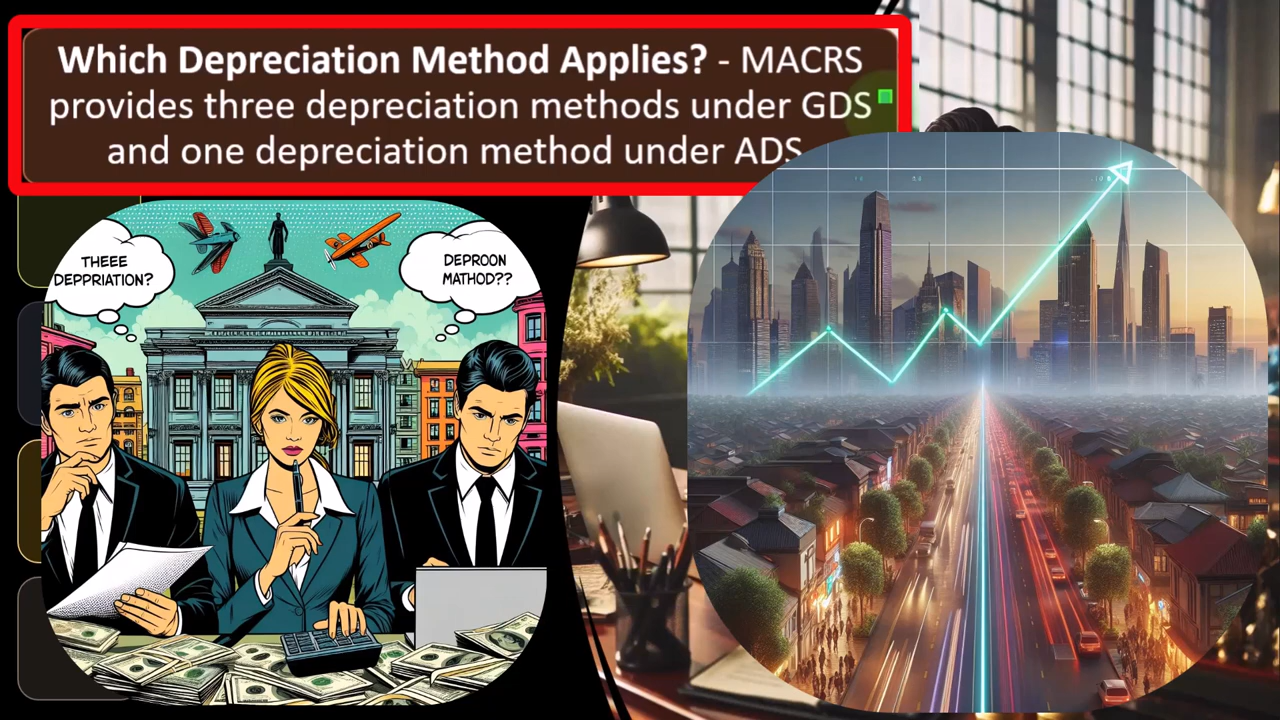 Which Depreciation Method Applies? - MACRS
provides three depreciation methods under GDS
and one depreciation method under ADS
THEEE
DEPPRIATION?
DEPROON
MATHOD??